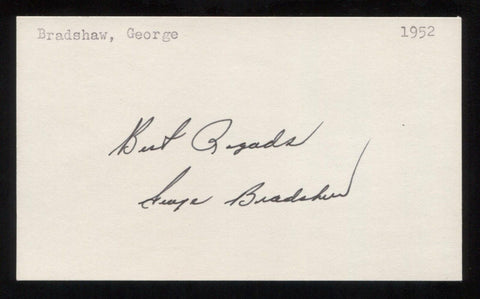 Bradshaw, George 1952
Best Regards
George Bradshaw